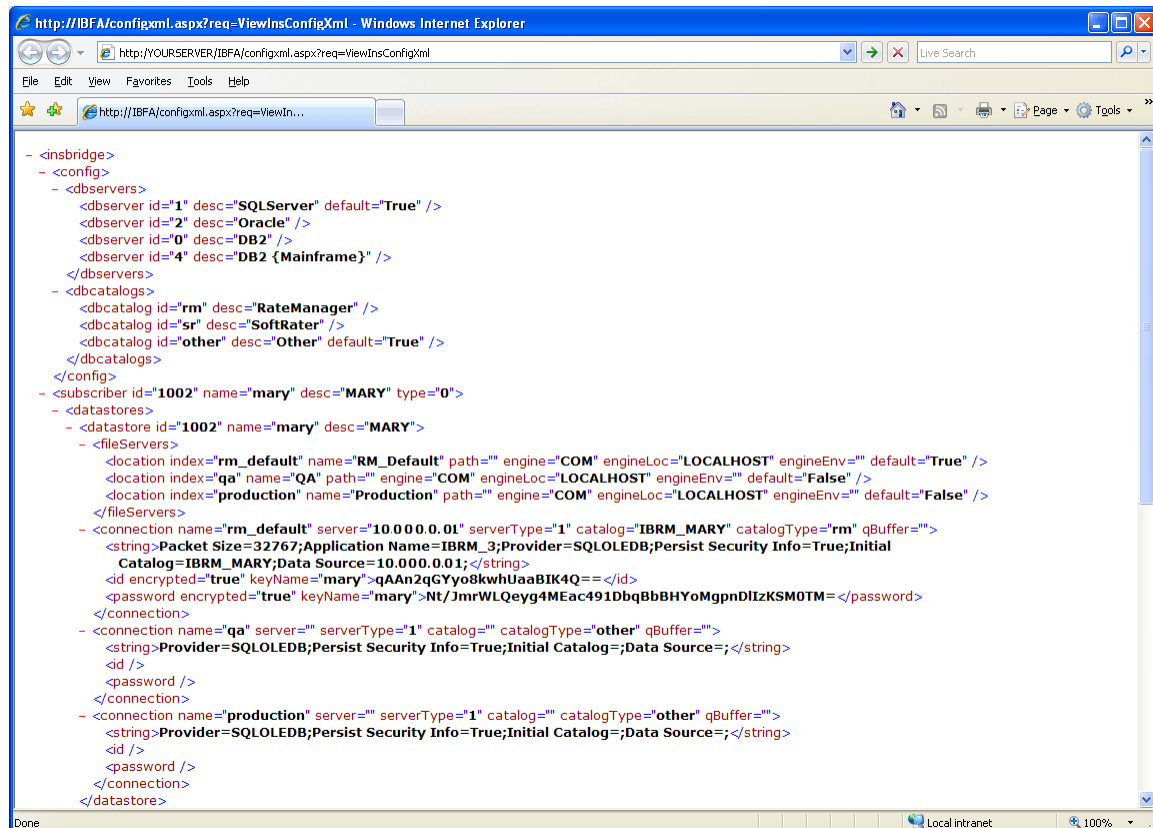 http://IBFA/configxml.aspx?req=ViewInsConfigXml - Windows Internet Explorer
http:/YOURSERVER/IBFA/configxml.aspx?req=ViewInsConfigXml
Live Search
File Edit View Favorites Tools Help
http://IBFA/configxml.aspx?req=ViewIn...
Page Tools »
- <insbridge>
- <config>
- <dbservers>
<dbserver id="1" desc="SQLServer" default="True" />
<dbserver id="2" desc="Oracle" />
<dbserver id="0" desc="DB2" />
<dbserver id="4" desc="DB2 {Mainframe}" />
</dbservers>
- <dbcatalogs>
<dbcatalog id="rm" desc="RateManager" />
<dbcatalog id="sr" desc="SoftRater" />
<dbcatalog id="other" desc="Other" default="True" />
</dbcatalogs>
</config>
- <subscriber id="1002" name="mary" desc="MARY" type="0">
- <datastores>
- <datastore id="1002" name="mary" desc="MARY">
- <fileServers>
<location index="rm_default" name="RM_Default" path="" engine="COM" engineLoc="LOCALHOST" engineEnv="" default="True" />
<location index="qa" name="QA" path="" engine="COM" engineLoc="LOCALHOST" engineEnv="" default="False" />
<location index="production" name="Production" path="" engine="COM" engineLoc="LOCALHOST" engineEnv="" default="False" />
</fileServers>
- <connection name="rm_default" server="10.000.0.01" serverType="1" catalog="IBRM_MARY" catalogType="rm" qBuffer="">
<string>Packet Size=32767;Application Name=IBRM_3;Provider=SQLOLEDB;Persist Security Info=True;Initial
Catalog=IBRM_MARY;Data Source=10.000.0.01;</string>
<id encrypted="true" keyName="mary">qAAn2qGYyo8kwhUaaBIK4Q==</id>
<password encrypted="true" keyName="mary">Nt/JmrWLQeyg4MEac491DbqBbBHYoMgpnDlIzKSM0TM=</password>
</connection>
- <connection name="qa" server="" serverType="1" catalog="" catalogType="other" qBuffer="">
<string>Provider=SQLOLEDB;Persist Security Info=True;Initial Catalog=;Data Source=;</string>
<id />
<password />
</connection>
- <connection name="production" server="" serverType="1" catalog="" catalogType="other" qBuffer="">
<string>Provider=SQLOLEDB;Persist Security Info=True;Initial Catalog=;Data Source=;</string>
<id />
<password />
</connection>
</datastore>
Done Local intranet 100%